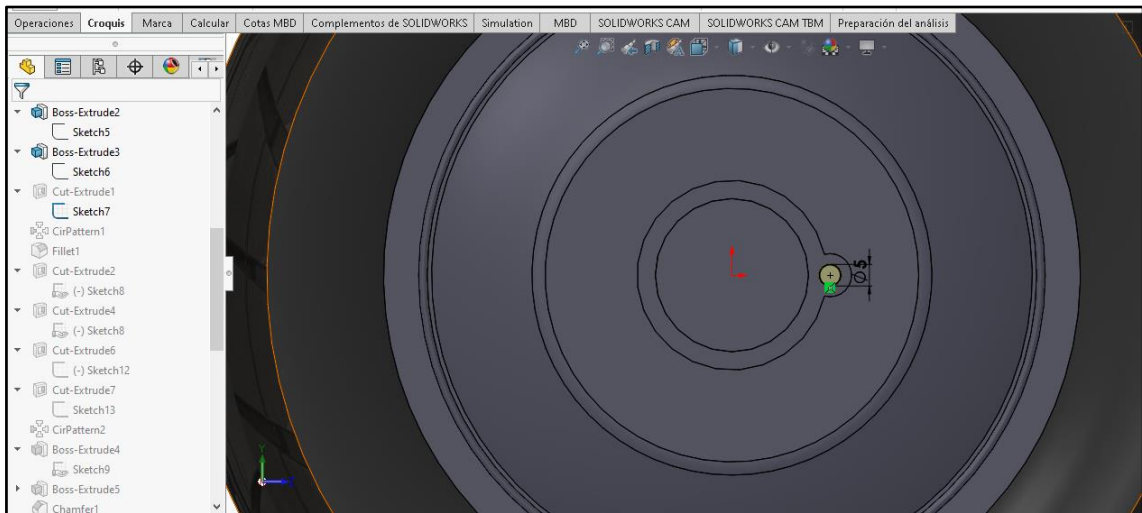 Operaciones Croquis Marca Calcular Cotas MBD Complementos de SOLIDWORKS Simulation MBD SOLIDWORKS CAM SOLIDWORKS CAM TBM Preparación del análisis
Boss-Extrude2
Sketch5
Boss-Extrude3
Sketch6
Cut-Extrude1
Sketch7
CirPattern1
Fillet1
Cut-Extrude2
(-) Sketch8
Cut-Extrude4
(-) Sketch8
Cut-Extrude6
(-) Sketch12
Cut-Extrude7
Sketch13
CirPattern2
Boss-Extrude4
Sketch9
Boss-Extrude5
Chamfer1
Ø5
Y